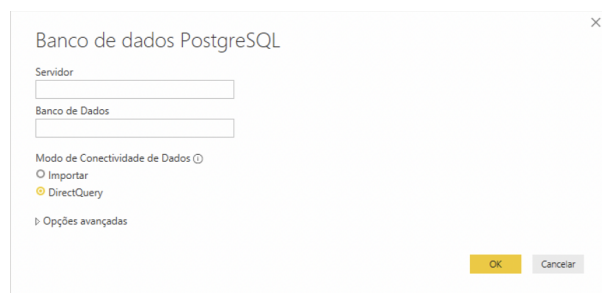 Banco de dados PostgreSQL
Servidor
Banco de Dados
Modo de Conectividade de Dados
Importar
DirectQuery
Opções avançadas
OK Cancelar